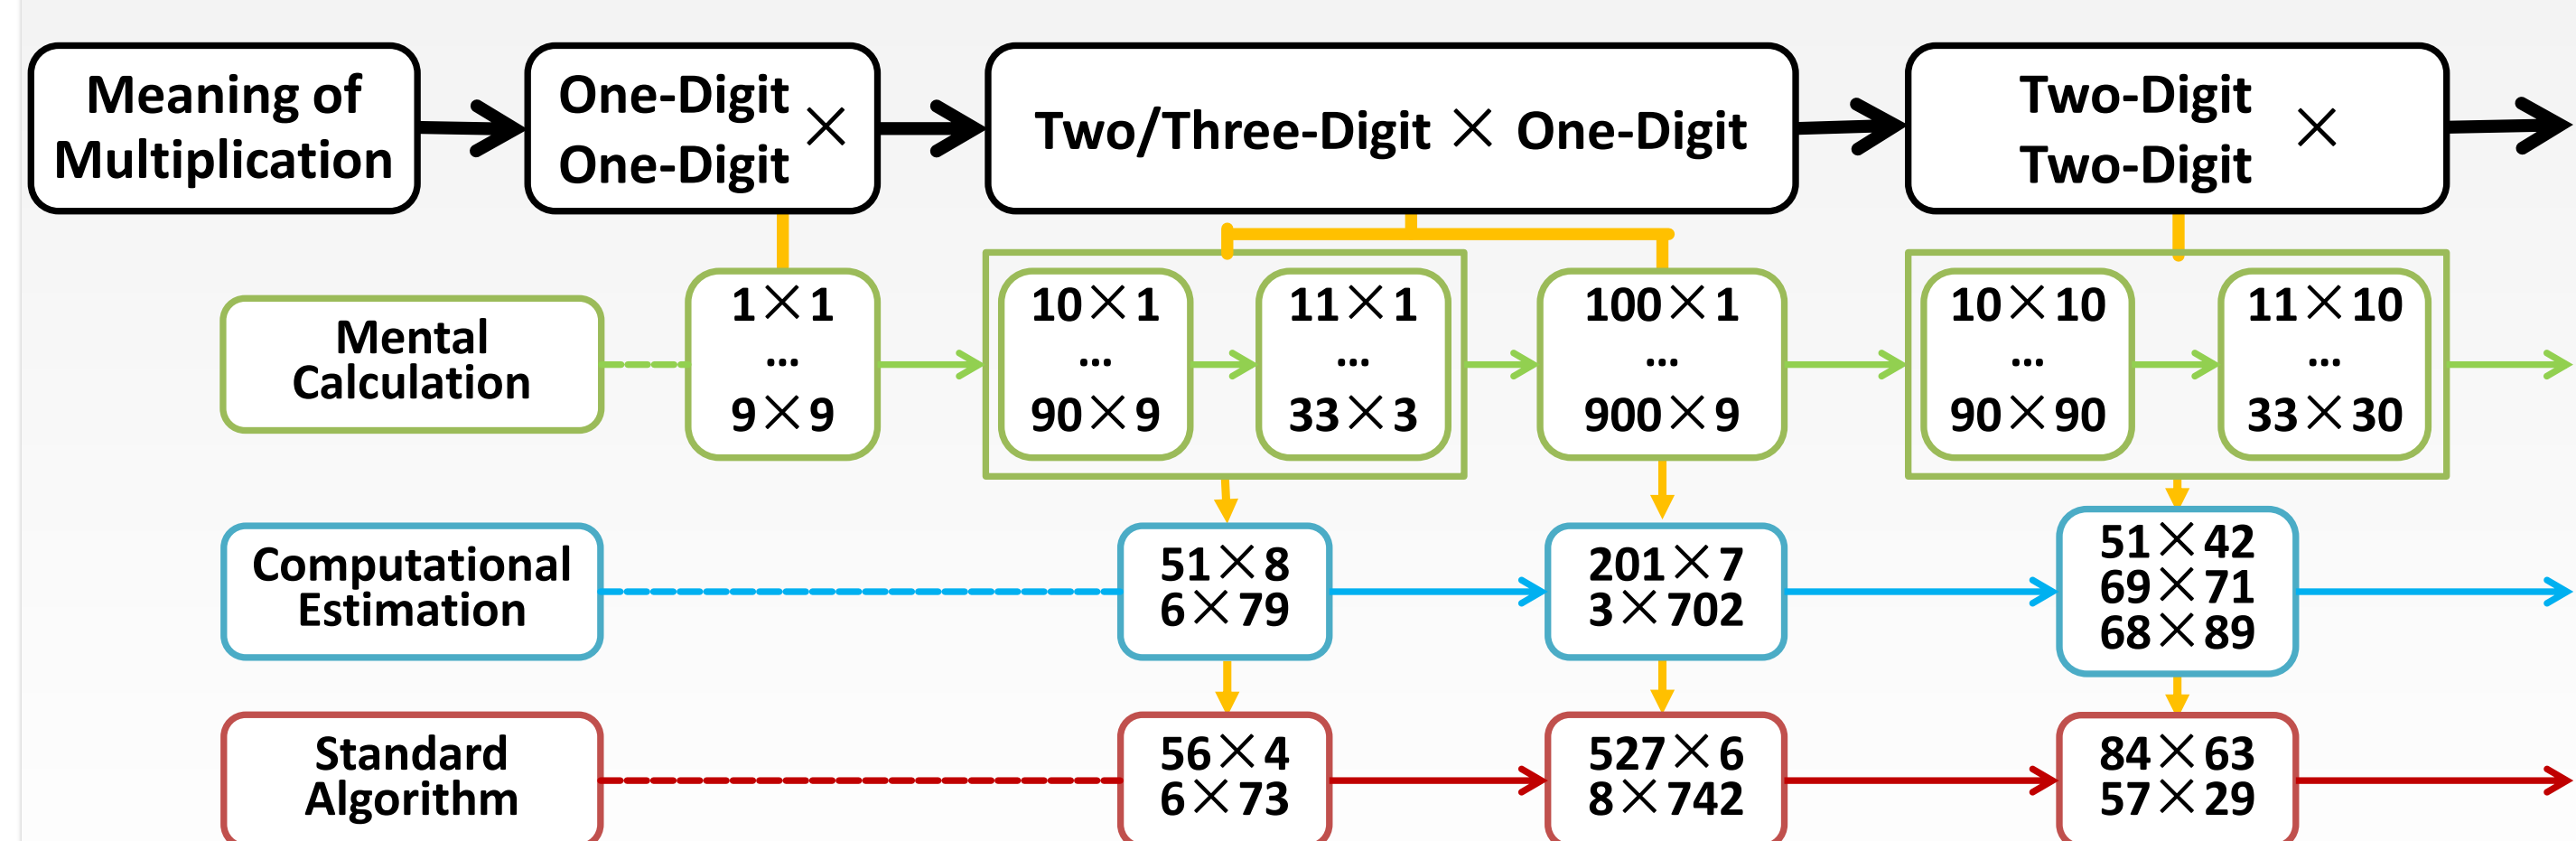 Meaning of
Multiplication
One-Digit
One-Digit ×
Two/Three-Digit × One-Digit
Two-Digit
Two-Digit ×
Mental
Calculation
1×1
...
9×9
10×1
...
90×9
11×1
...
33×3
100×1
...
900×9
10×10
...
90×90
11×10
...
33×30
Computational
Estimation
51×8
6×79
201×7
3×702
51×42
69×71
68×89
Standard
Algorithm
56×4
6×73
527×6
8×742
84×63
57×29